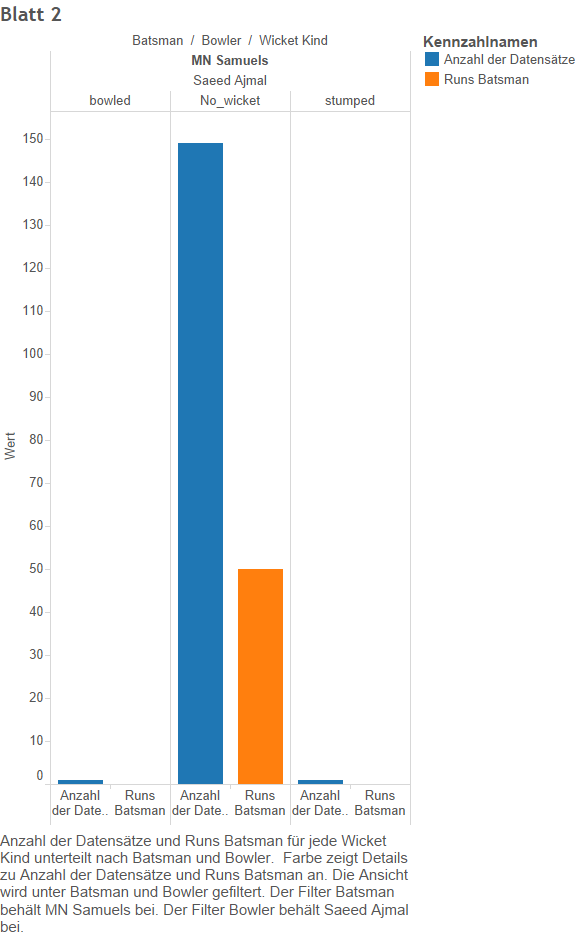 Blatt 2
Batsman / Bowler / Wicket Kind
MN Samuels
Saeed Ajmal
bowled No_wicket stumped
Kennzahlnamen
Anzahl der Datensätze
Runs Batsman
150
140
130
120
110
100
90
80
70
60
50
40
30
20
10
0
Wert
Anzahl Runs Anzahl Runs Anzahl Runs
der Date.. Batsman der Date.. Batsman der Date.. Batsman
Anzahl der Datensätze und Runs Batsman für jede Wicket
Kind unterteilt nach Batsman und Bowler. Farbe zeigt Details
zu Anzahl der Datensätze und Runs Batsman an. Die Ansicht
wird unter Batsman und Bowler gefiltert. Der Filter Batsman
behält MN Samuels bei. Der Filter Bowler behält Saeed Ajmal
bei.